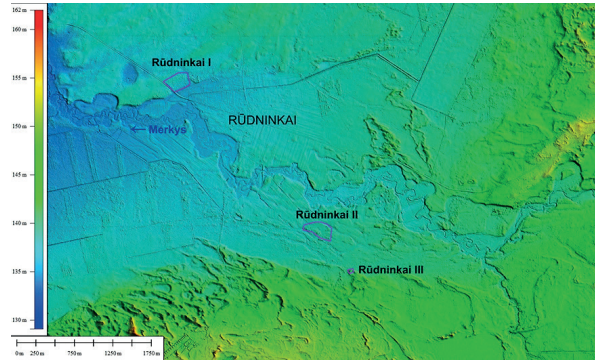 162 m
155 m
150 m
145 m
140 m
135 m
130 m
Rūdninkai I
RŪDNINKAI
Merkys
Rūdninkai II
Rūdninkai III
0 m 250 m 750 m 1250 m 1750 m